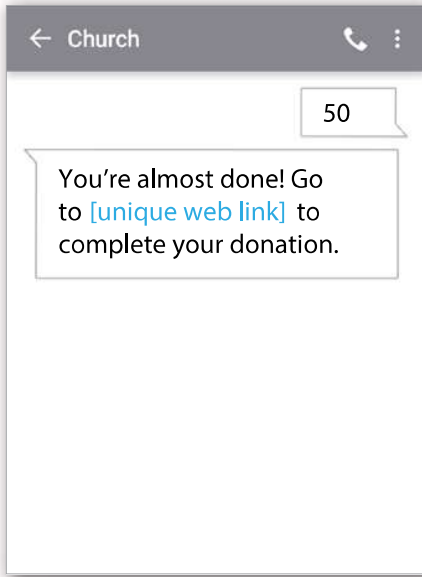 Church
50
You're almost done! Go
to [unique web link] to
complete your donation.